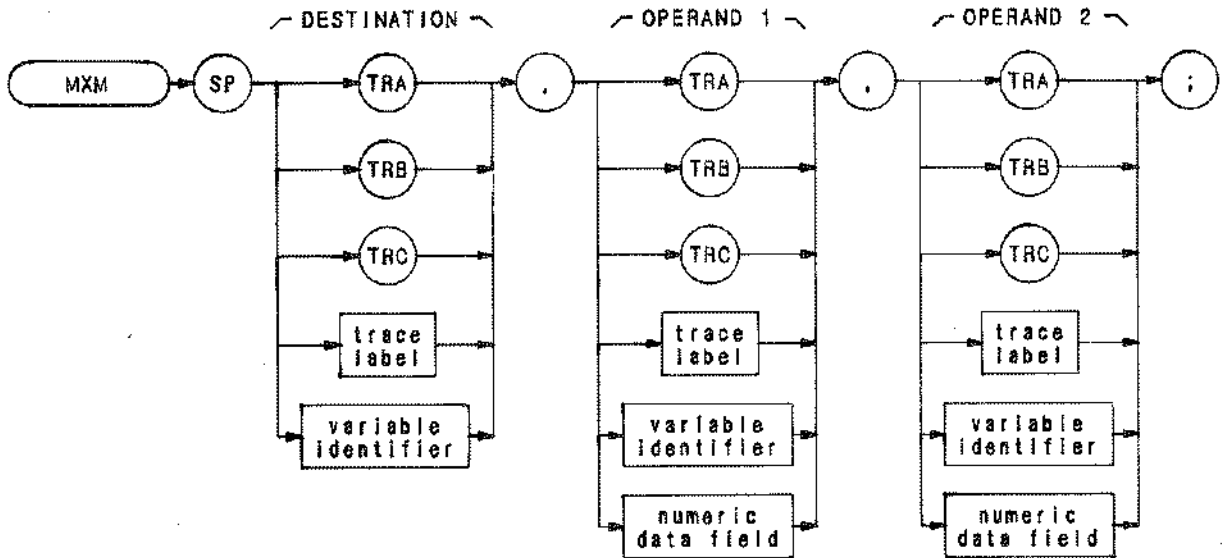 DESTINATION OPERAND 1 OPERAND 2
MXM SP TRA , TRA , TRA ;
TRB TRB TRB
TRC TRC TRC
trace label trace label trace label
variable identifier variable identifier variable identifier
numeric data field numeric data field